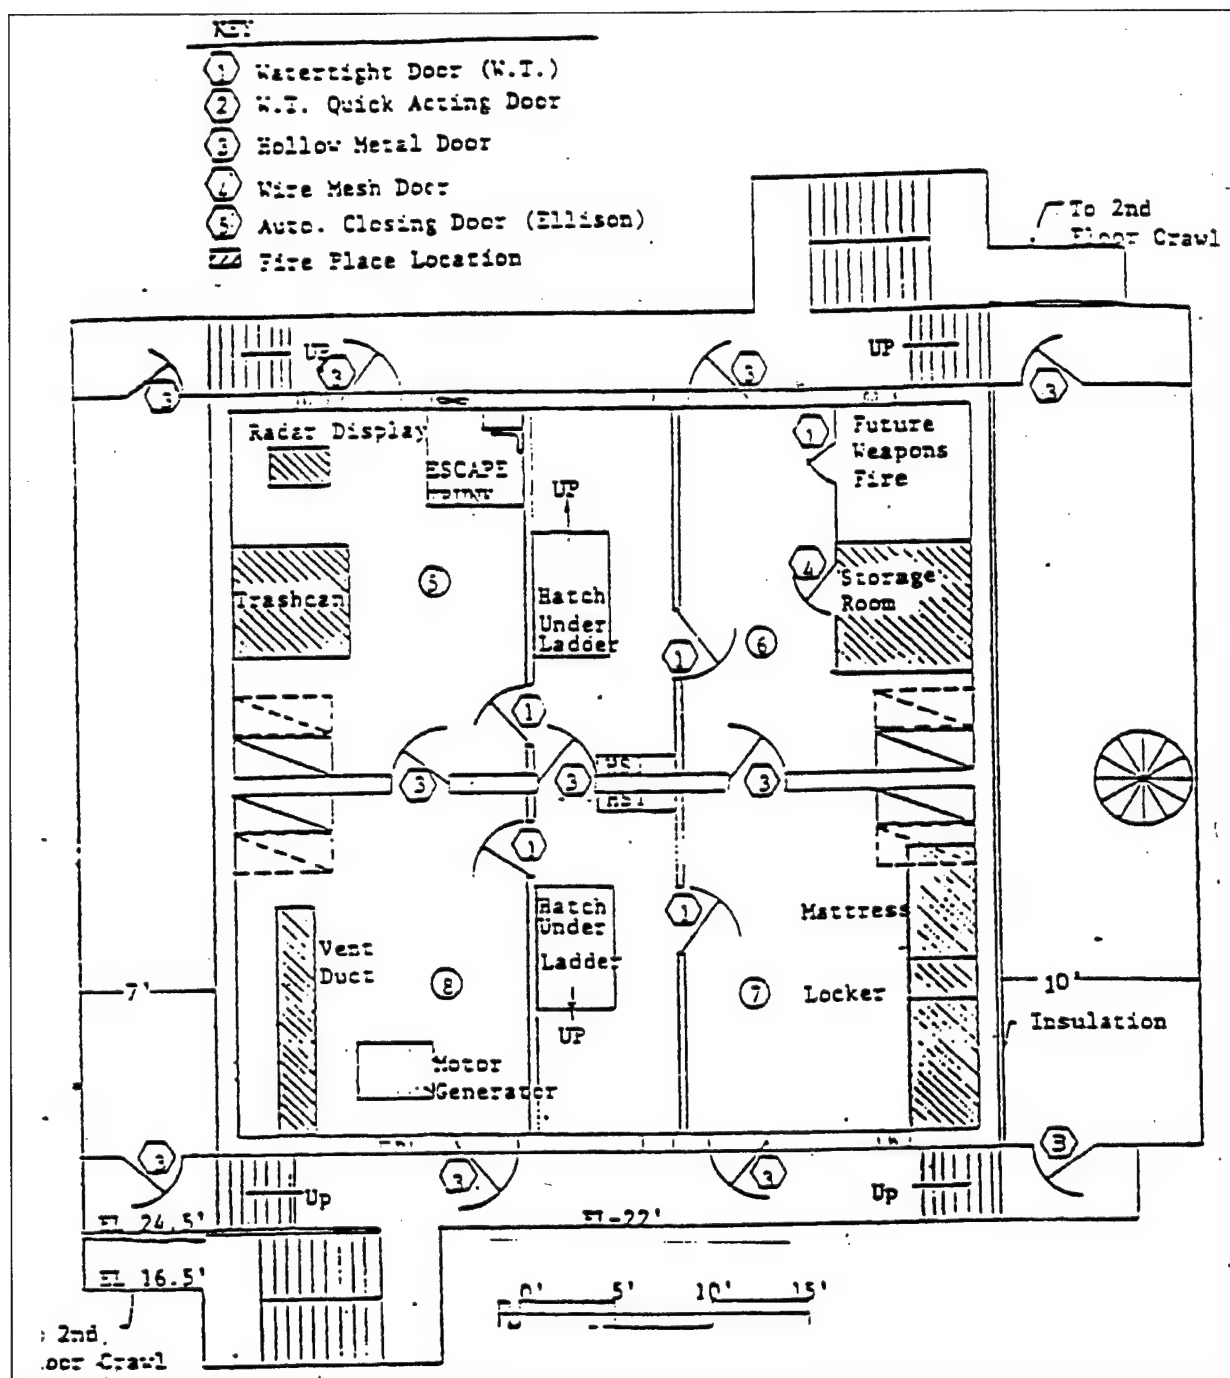 KEY
1 Watertight Door (W.T.)
2 W.T. Quick Acting Door
3 Hollow Metal Door
4 Wire Mesh Door
5 Auto. Closing Door (Ellison)
Fire Place Location
To 2nd
Floor Crawl
UP
UP
3
3
3
3
Radar Display
ESCAPE
TRUNK
UP
1
Future
Weapons
Fire
Trashcan
5
Hatch
Under
Ladder
4
Storage
Room
1
6
1
3
3
3
1
Hatch
Under
Ladder
UP
1
Mattress
Vent
Duct
8
7
Locker
7'
10'
Insulation
Motor
Generator
3
3
3
3
Up
Up
EL 24.5'
EL 22'
EL 16.5'
0' 5' 10' 15'
2nd
Crawl